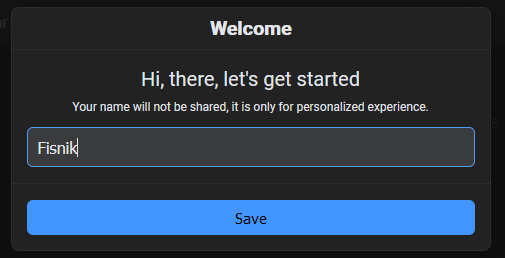 Welcome
Hi, there, let's get started
Your name will not be shared, it is only for personalized experience.
Fisnik
Save